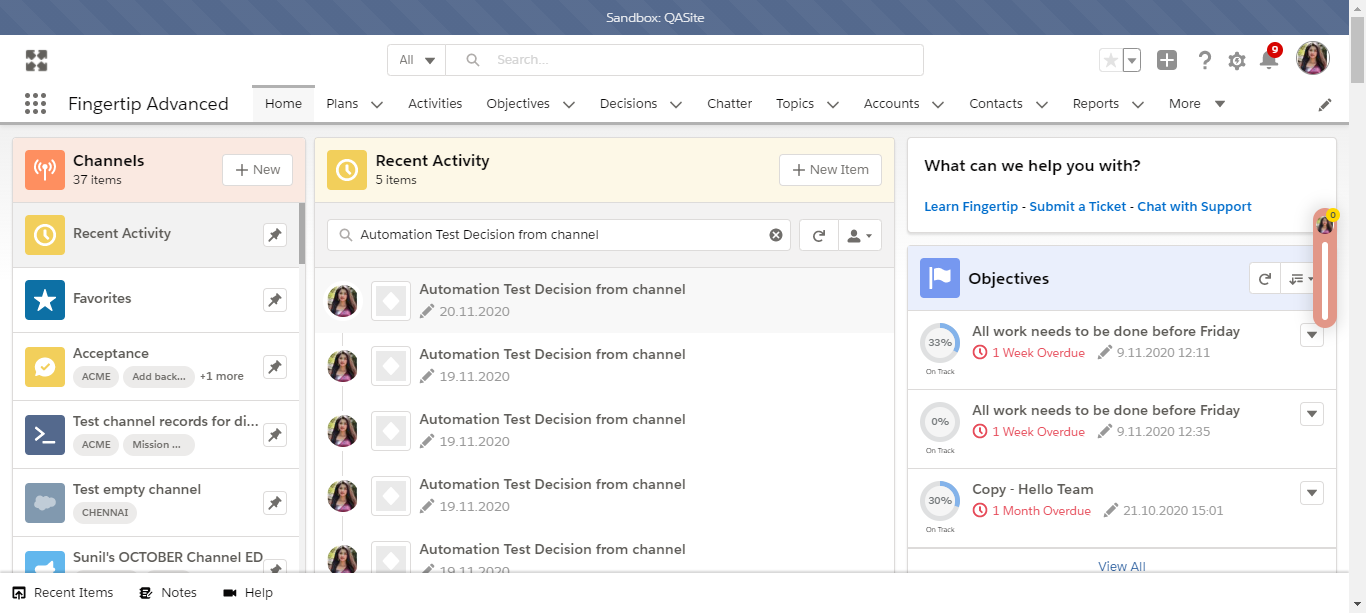 Sandbox: QASite
All
Search...
9
Fingertip Advanced
Home
Plans
Activities
Objectives
Decisions
Chatter
Topics
Accounts
Contacts
Reports
More
Channels
37 items
New
Recent Activity
Favorites
Acceptance
ACME
Add back...
+1 more
Test channel records for di...
ACME
Mission ...
Test empty channel
CHENNAI
Sunil's OCTOBER Channel ED
Recent Activity
5 items
New Item
Automation Test Decision from channel
Automation Test Decision from channel
20.11.2020
Automation Test Decision from channel
19.11.2020
Automation Test Decision from channel
19.11.2020
Automation Test Decision from channel
19.11.2020
Automation Test Decision from channel
19.11.2020
What can we help you with?
Learn Fingertip - Submit a Ticket - Chat with Support
0
Objectives
33%
On Track
All work needs to be done before Friday
1 Week Overdue
9.11.2020 12:11
0%
On Track
All work needs to be done before Friday
1 Week Overdue
9.11.2020 12:35
30%
On Track
Copy - Hello Team
1 Month Overdue
21.10.2020 15:01
View All
Recent Items
Notes
Help